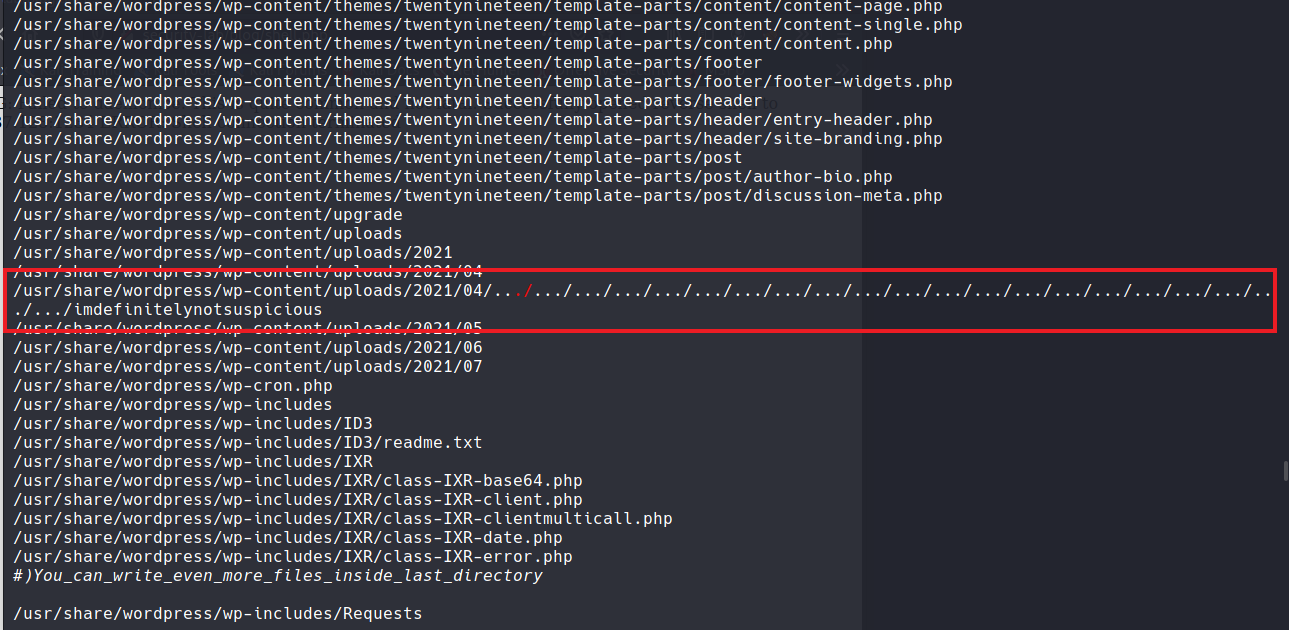 /usr/share/wordpress/wp-content/themes/twentynineteen/template-parts/content/content-page.php
/usr/share/wordpress/wp-content/themes/twentynineteen/template-parts/content/content-single.php
/usr/share/wordpress/wp-content/themes/twentynineteen/template-parts/content/content.php
/usr/share/wordpress/wp-content/themes/twentynineteen/template-parts/footer
/usr/share/wordpress/wp-content/themes/twentynineteen/template-parts/footer/footer-widgets.php
/usr/share/wordpress/wp-content/themes/twentynineteen/template-parts/header
/usr/share/wordpress/wp-content/themes/twentynineteen/template-parts/header/entry-header.php
/usr/share/wordpress/wp-content/themes/twentynineteen/template-parts/header/site-branding.php
/usr/share/wordpress/wp-content/themes/twentynineteen/template-parts/post
/usr/share/wordpress/wp-content/themes/twentynineteen/template-parts/post/author-bio.php
/usr/share/wordpress/wp-content/themes/twentynineteen/template-parts/post/discussion-meta.php
/usr/share/wordpress/wp-content/upgrade
/usr/share/wordpress/wp-content/uploads
/usr/share/wordpress/wp-content/uploads/2021
/usr/share/wordpress/wp-content/uploads/2021/04
/usr/share/wordpress/wp-content/uploads/2021/04/.../.../.../.../.../.../.../.../.../.../.../.../.../.../.../.../.../.../.../..
./.../imdefinitelynotsuspicious
/usr/share/wordpress/wp-content/uploads/2021/05
/usr/share/wordpress/wp-content/uploads/2021/06
/usr/share/wordpress/wp-content/uploads/2021/07
/usr/share/wordpress/wp-cron.php
/usr/share/wordpress/wp-includes
/usr/share/wordpress/wp-includes/ID3
/usr/share/wordpress/wp-includes/ID3/readme.txt
/usr/share/wordpress/wp-includes/IXR
/usr/share/wordpress/wp-includes/IXR/class-IXR-base64.php
/usr/share/wordpress/wp-includes/IXR/class-IXR-client.php
/usr/share/wordpress/wp-includes/IXR/class-IXR-clientmulticall.php
/usr/share/wordpress/wp-includes/IXR/class-IXR-date.php
/usr/share/wordpress/wp-includes/IXR/class-IXR-error.php
#)You_can_write_even_more_files_inside_last_directory
/usr/share/wordpress/wp-includes/Requests